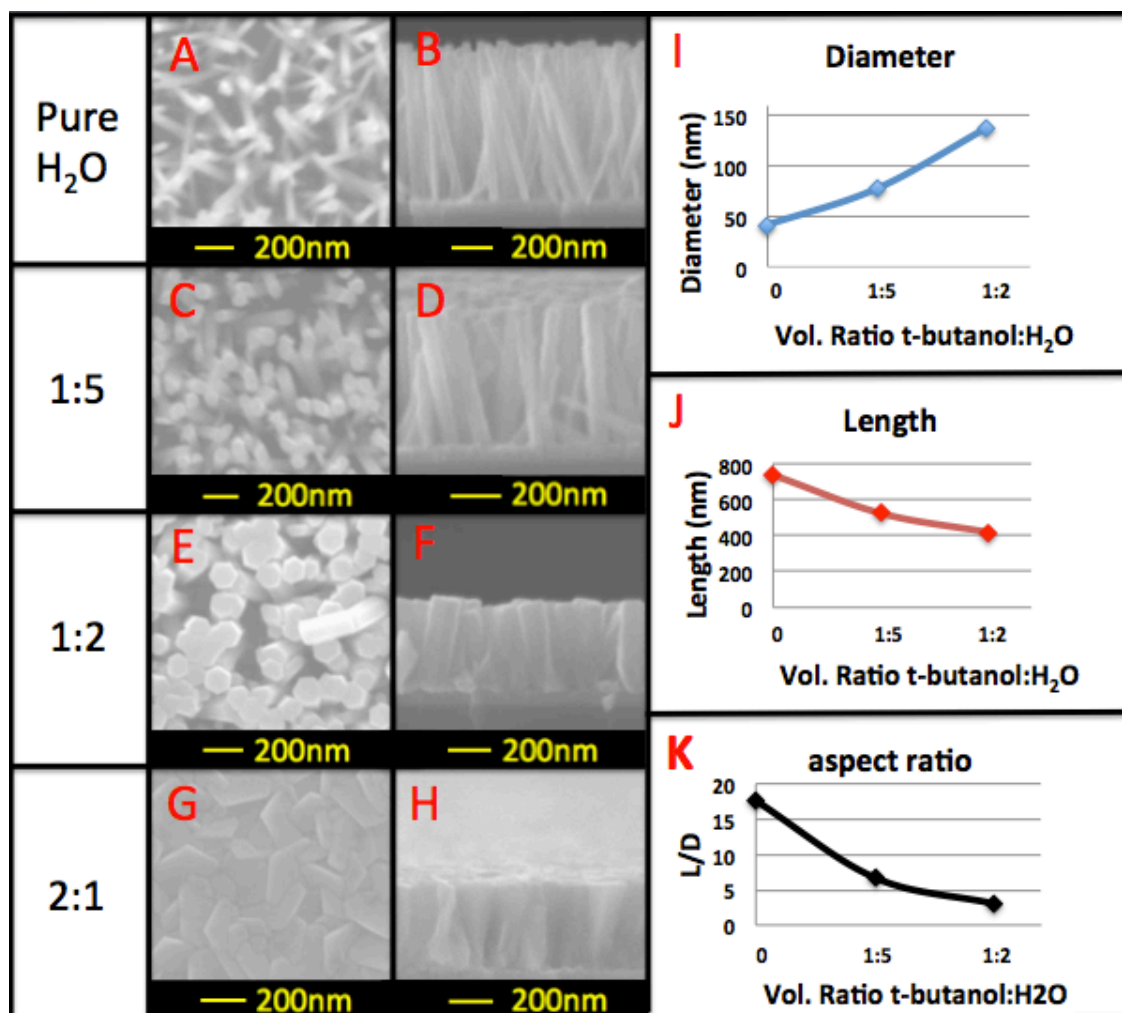 Pure
H₂O
A
B
200nm
200nm
1:5
C
D
200nm
200nm
1:2
E
F
200nm
200nm
2:1
G
H
200nm
200nm
I
Diameter
Diameter (nm)
150
100
50
0
0 1:5 1:2
Vol. Ratio t-butanol:H₂O
J
Length
Length (nm)
800
600
400
200
0
0 1:5 1:2
Vol. Ratio t-butanol:H₂O
K
aspect ratio
L/D
20
15
10
5
0
0 1:5 1:2
Vol. Ratio t-butanol:H2O